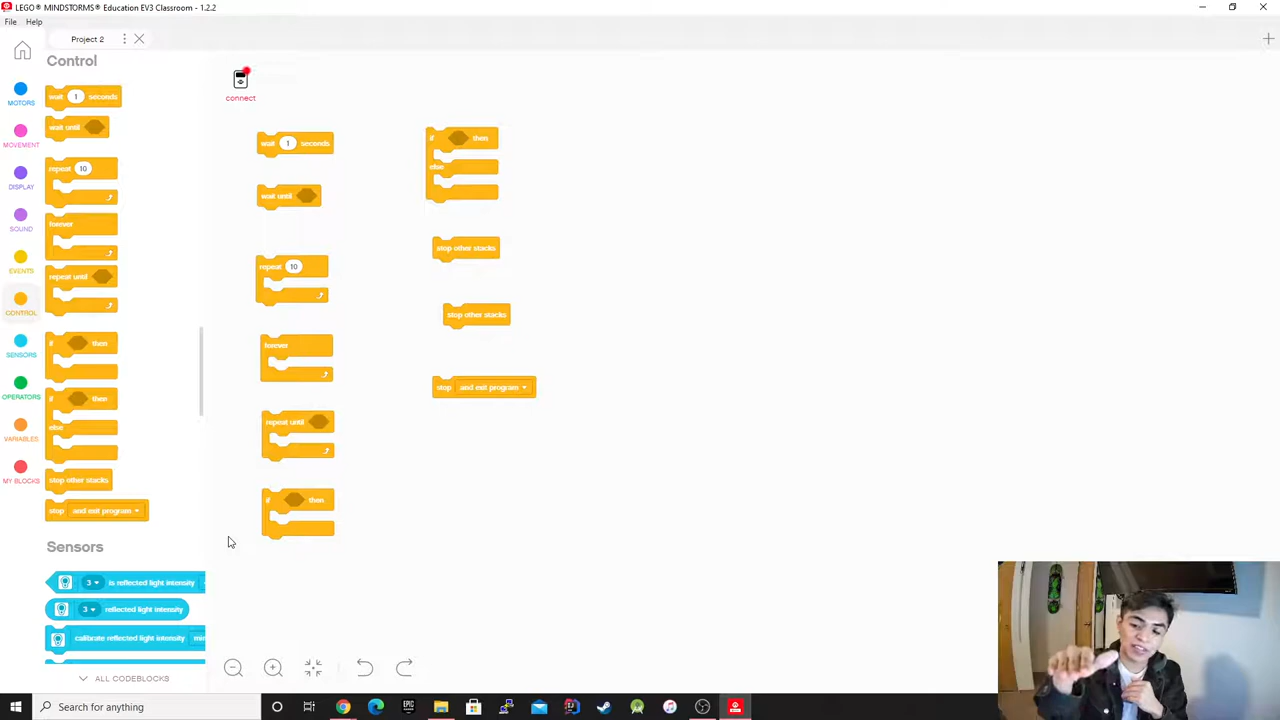 LEGO® MINDSTORMS® Education EV3 Classroom - 1.2.2
File Help
Project 2
Control
MOTORS
MOVEMENT
DISPLAY
SOUND
EVENTS
CONTROL
SENSORS
OPERATORS
VARIABLES
MY BLOCKS
wait 1 seconds
wait until
repeat 10
forever
repeat until
if then
if then
else
stop other stacks
stop and exit program
Sensors
3 is reflected light intensity
3 reflected light intensity
calibrate reflected light intensity
ALL CODEBLOCKS
connect
wait 1 seconds
wait until
repeat 10
forever
repeat until
if then
if then
else
stop other stacks
stop other stacks
stop and exit program
Search for anything